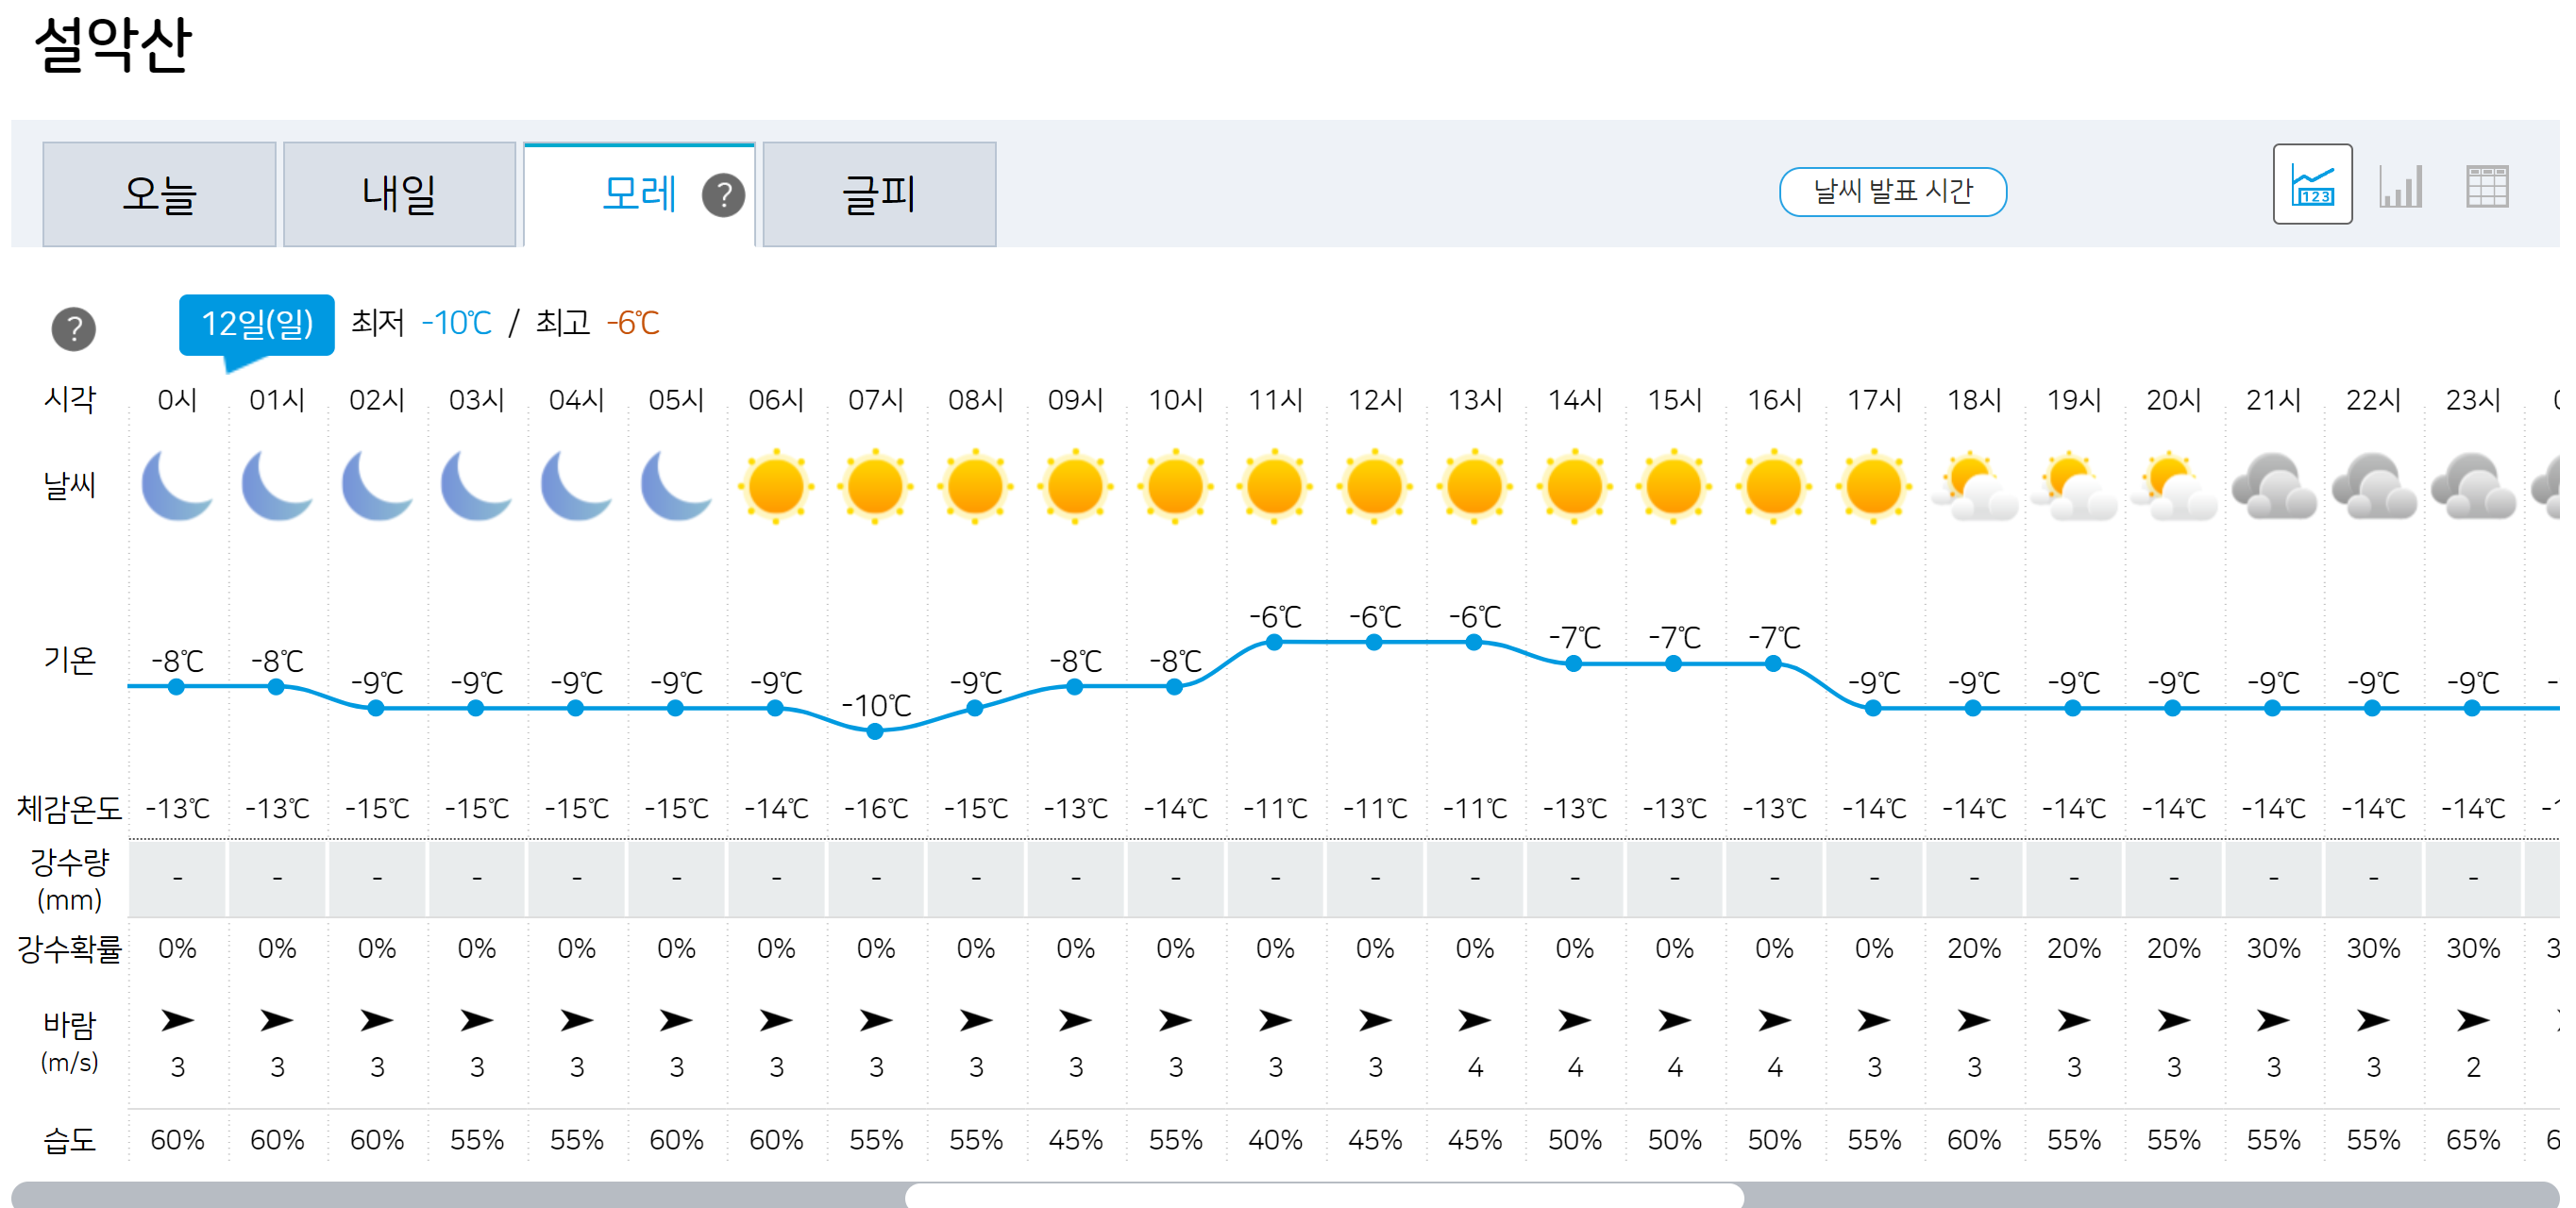 설악산
오늘 내일 모레 ? 글피 날씨 발표 시간 123
? 12일(일) 최저 -10℃ / 최고 -6℃
시각 0시 01시 02시 03시 04시 05시 06시 07시 08시 09시 10시 11시 12시 13시 14시 15시 16시 17시 18시 19시 20시 21시 22시 23시
날씨
기온 -8℃ -8℃ -9℃ -9℃ -9℃ -9℃ -9℃ -10℃ -9℃ -8℃ -8℃ -6℃ -6℃ -6℃ -7℃ -7℃ -7℃ -9℃ -9℃ -9℃ -9℃ -9℃ -9℃ -9℃
체감온도 -13℃ -13℃ -15℃ -15℃ -15℃ -15℃ -14℃ -16℃ -15℃ -13℃ -14℃ -11℃ -11℃ -11℃ -13℃ -13℃ -13℃ -14℃ -14℃ -14℃ -14℃ -14℃ -14℃ -14℃
강수량
(mm) - - - - - - - - - - - - - - - - - - - - - - - -
강수확률 0% 0% 0% 0% 0% 0% 0% 0% 0% 0% 0% 0% 0% 0% 0% 0% 0% 0% 20% 20% 20% 30% 30% 30%
바람
(m/s) 3 3 3 3 3 3 3 3 3 3 3 3 3 4 4 4 4 3 3 3 3 3 3 2
습도 60% 60% 60% 55% 55% 60% 60% 55% 55% 45% 55% 40% 45% 45% 50% 50% 50% 55% 60% 55% 55% 55% 55% 65%